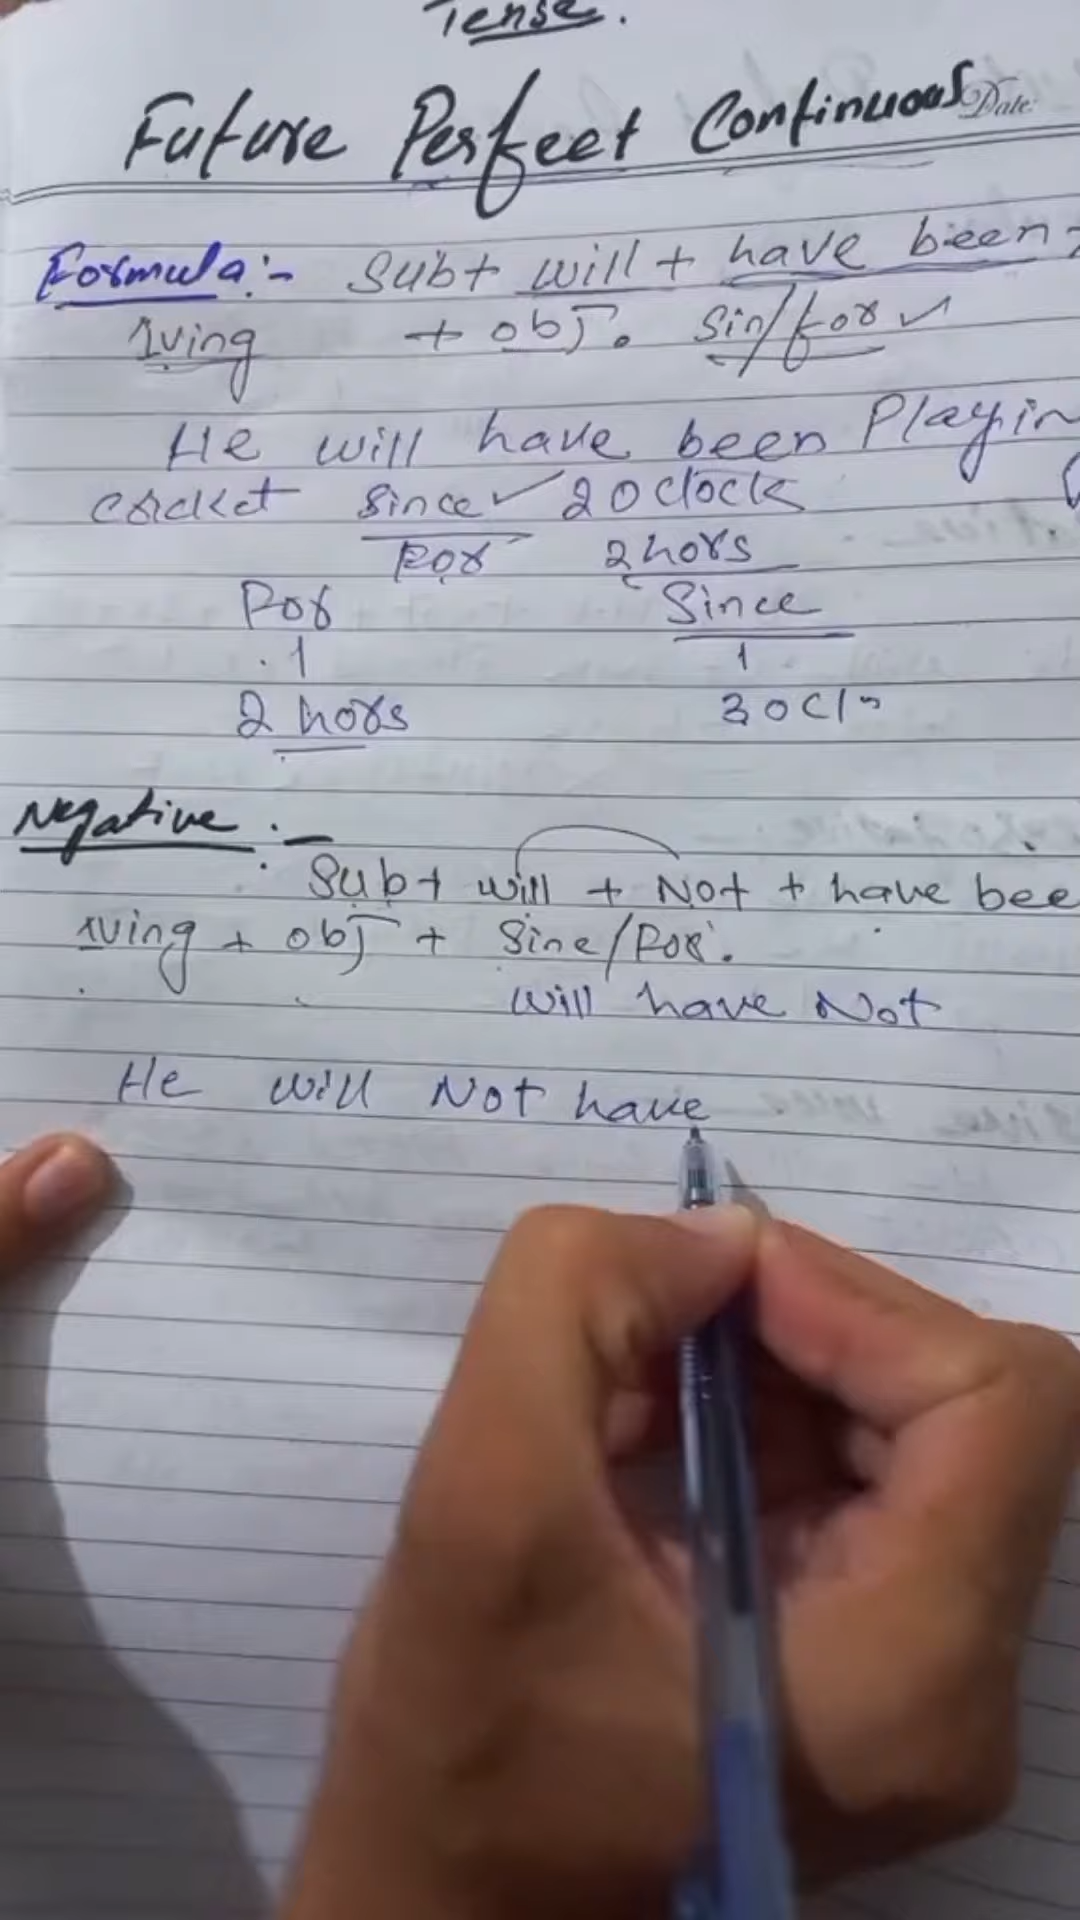 Tense.
Future Perfect Continuous Date:
Formula:- Sub+ will + have been +
1ving + obj. Sin/for ✓
He will have been Playin
cricket Since ✓ 2 O clock
For 2 hors
For Since
1 1
2 hors 3 O Cl
Negative :-
Sub+ will + Not + have bee
1ving + obj + Sine/For.
will have Not
He will Not have